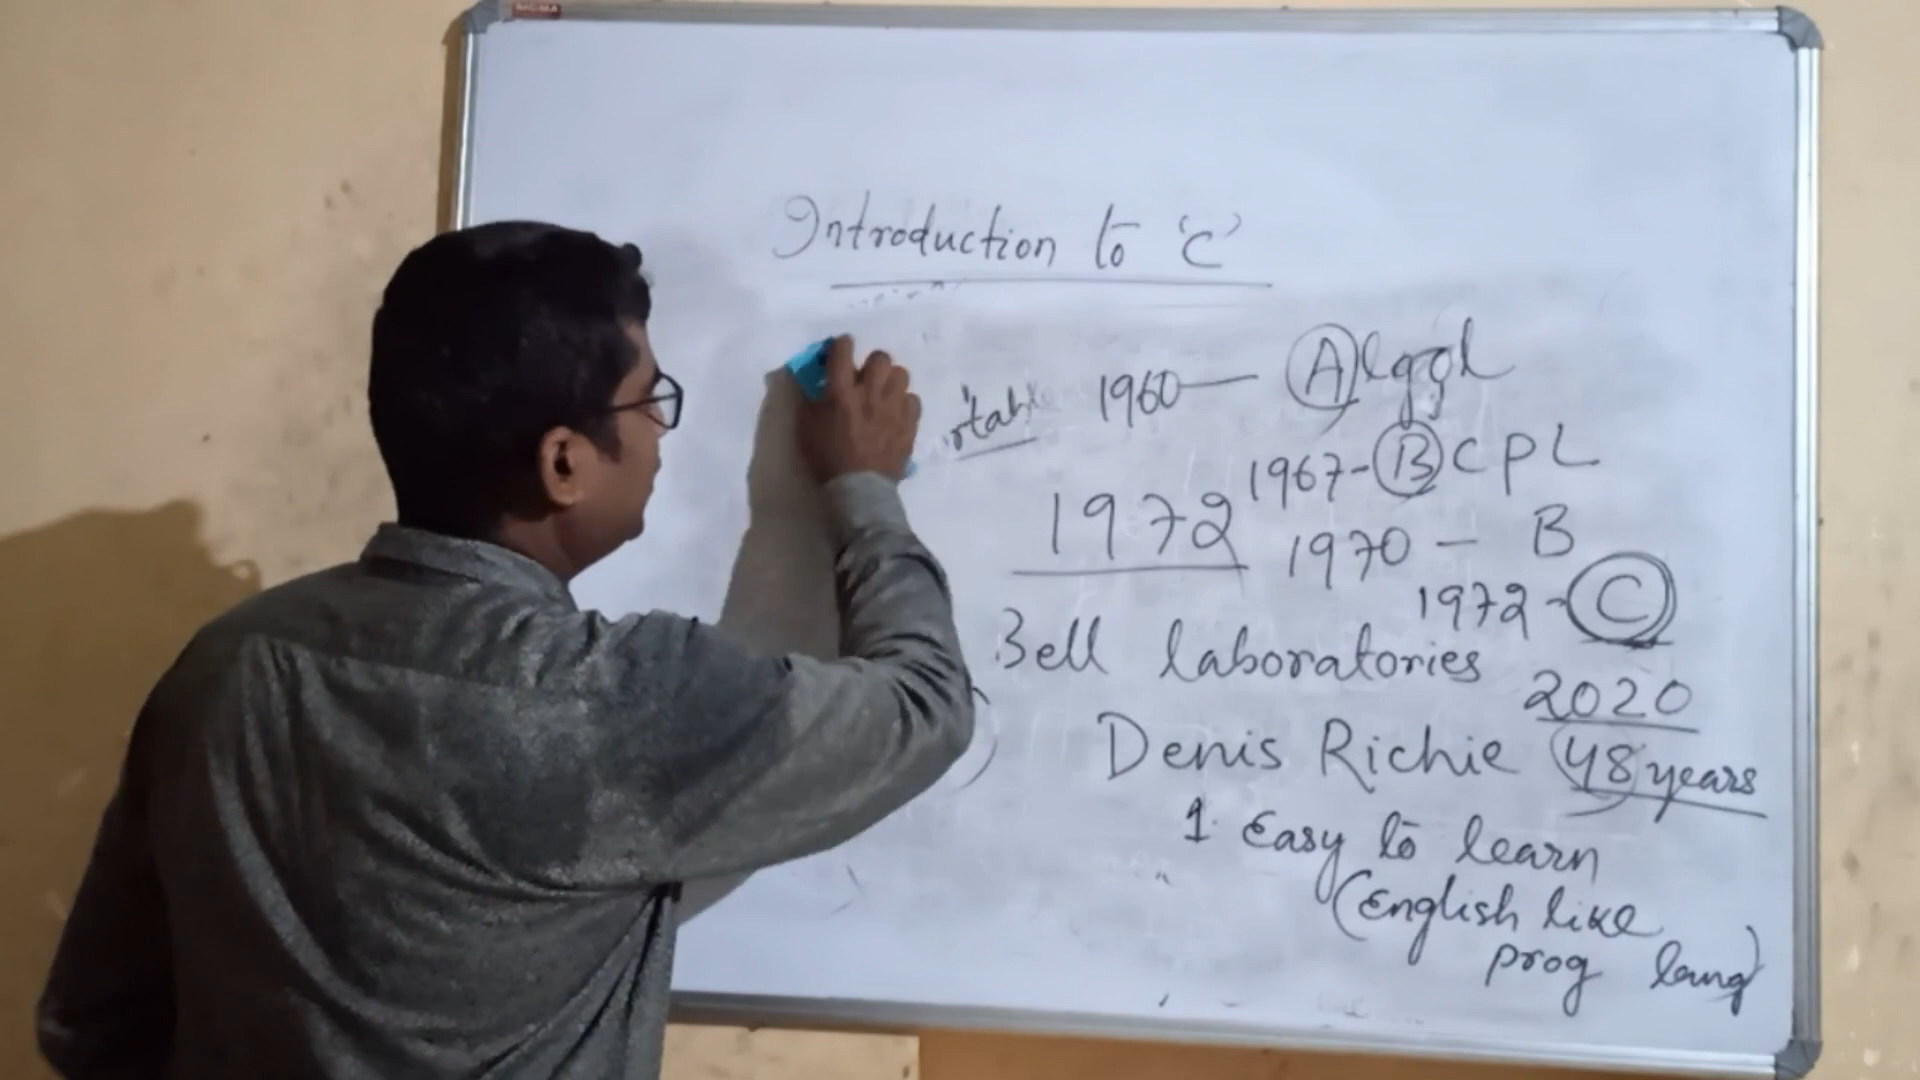 Introduction to 'C'
1960 — Algol
1967 - BCPL
1972
1970 - B
1972 - C
Bell laboratories
2020
Denis Richie
48 years
1. Easy to learn
(English like
prog lang)